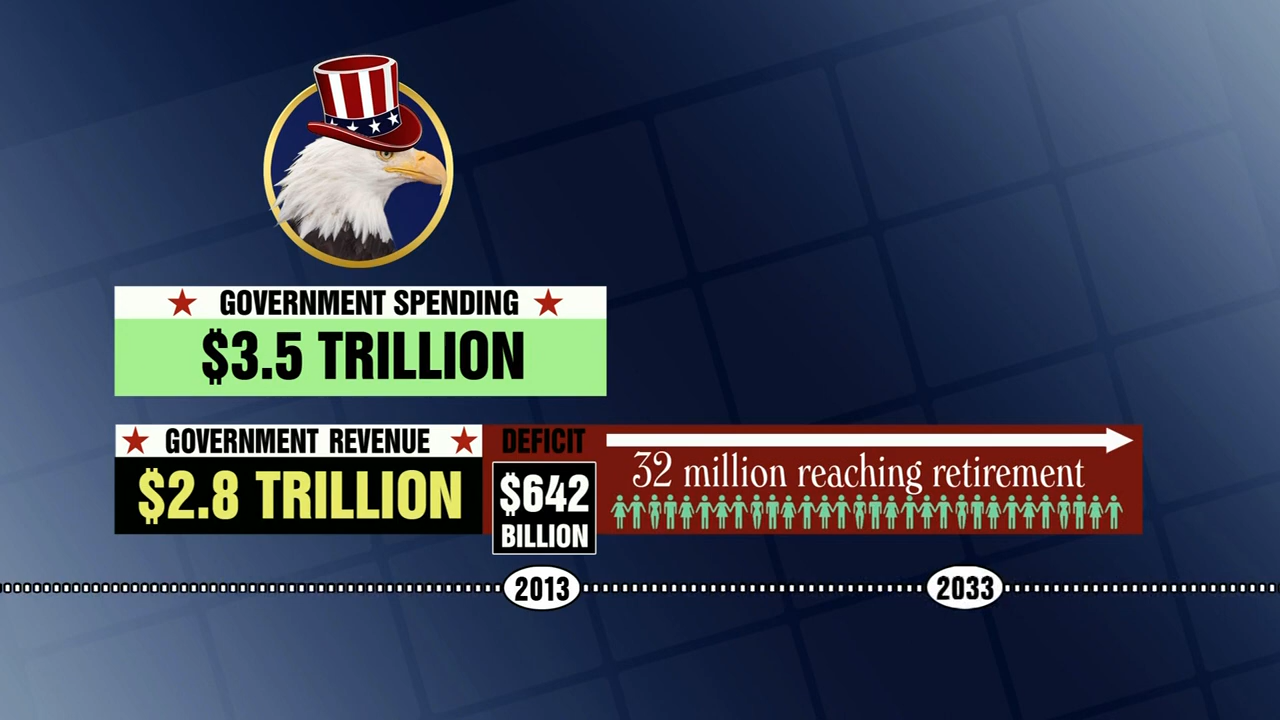 GOVERNMENT SPENDING
$3.5 TRILLION
GOVERNMENT REVENUE
$2.8 TRILLION
DEFICIT
$642
BILLION
32 million reaching retirement
2013
2033